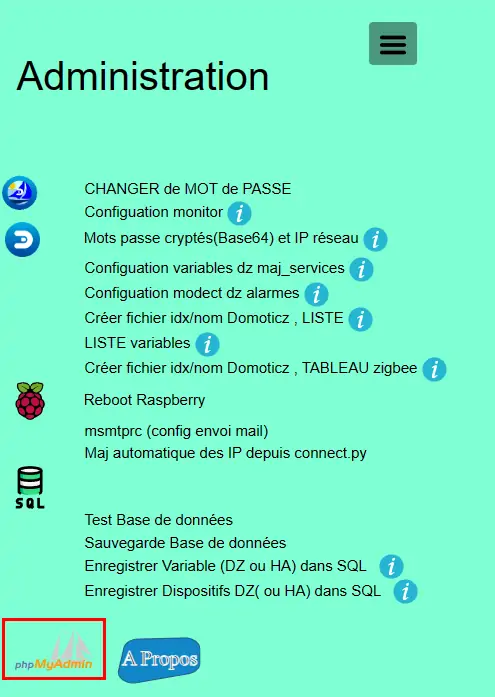 Administration
CHANGER de MOT de PASSE
Configuation monitor i
Mots passe cryptés(Base64) et IP réseau i
Configuation variables dz maj_services i
Configuation modect dz alarmes i
Créer fichier idx/nom Domoticz , LISTE i
LISTE variables i
Créer fichier idx/nom Domoticz , TABLEAU zigbee i
Reboot Raspberry
msmtprc (config envoi mail)
Maj automatique des IP depuis connect.py
SQL
Test Base de données
Sauvegarde Base de données
Enregistrer Variable (DZ ou HA) dans SQL i
Enregistrer Dispositifs DZ( ou HA) dans SQL i
phpMyAdmin
A Propos